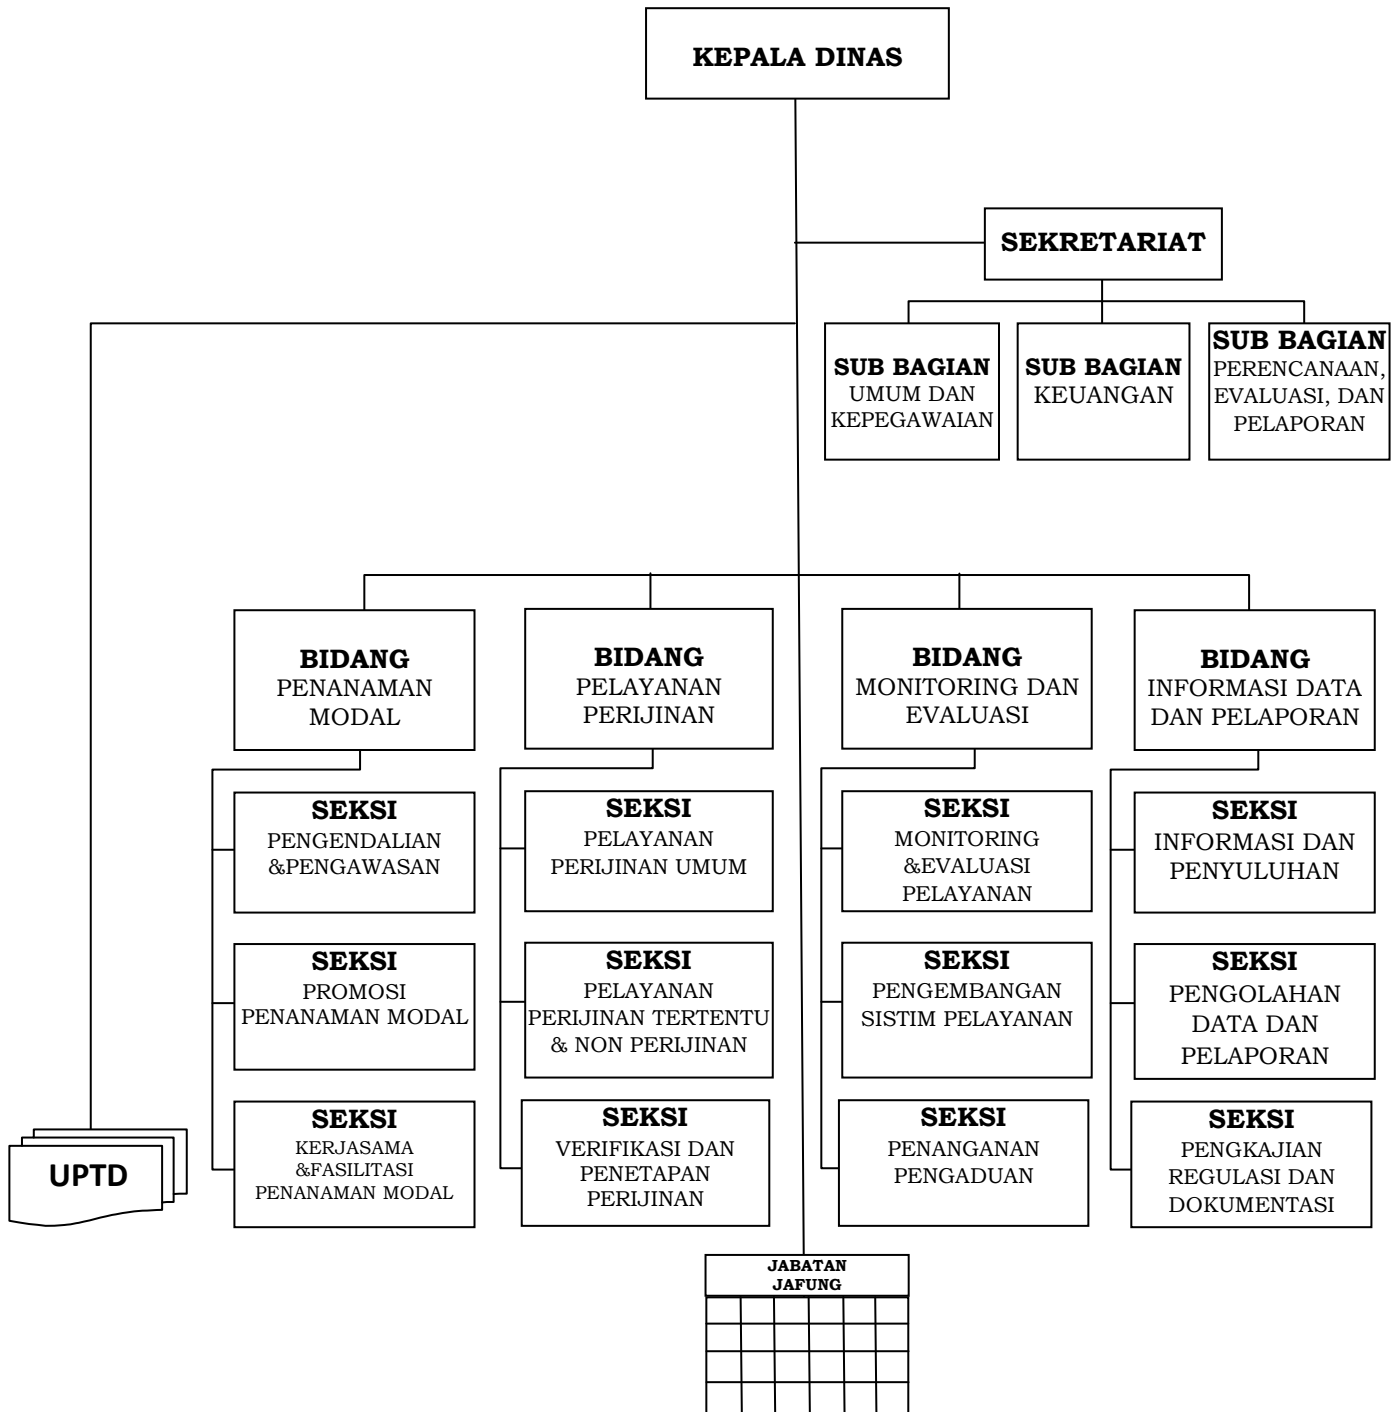 KEPALA DINAS
SEKRETARIAT
SUB BAGIAN
UMUM DAN
KEPEGAWAIAN
SUB BAGIAN
KEUANGAN
SUB BAGIAN
PERENCANAAN,
EVALUASI, DAN
PELAPORAN
BIDANG
PENANAMAN
MODAL
BIDANG
PELAYANAN
PERIJINAN
BIDANG
MONITORING DAN
EVALUASI
BIDANG
INFORMASI DATA
DAN PELAPORAN
SEKSI
PENGENDALIAN
&PENGAWASAN
SEKSI
PELAYANAN
PERIJINAN UMUM
SEKSI
MONITORING
&EVALUASI
PELAYANAN
SEKSI
INFORMASI DAN
PENYULUHAN
SEKSI
PROMOSI
PENANAMAN MODAL
SEKSI
PELAYANAN
PERIJINAN TERTENTU
& NON PERIJINAN
SEKSI
PENGEMBANGAN
SISTIM PELAYANAN
SEKSI
PENGOLAHAN
DATA DAN
PELAPORAN
UPTD
SEKSI
KERJASAMA
&FASILITASI
PENANAMAN MODAL
SEKSI
VERIFIKASI DAN
PENETAPAN
PERIJINAN
SEKSI
PENANGANAN
PENGADUAN
SEKSI
PENGKAJIAN
REGULASI DAN
DOKUMENTASI
JABATAN
JAFUNG